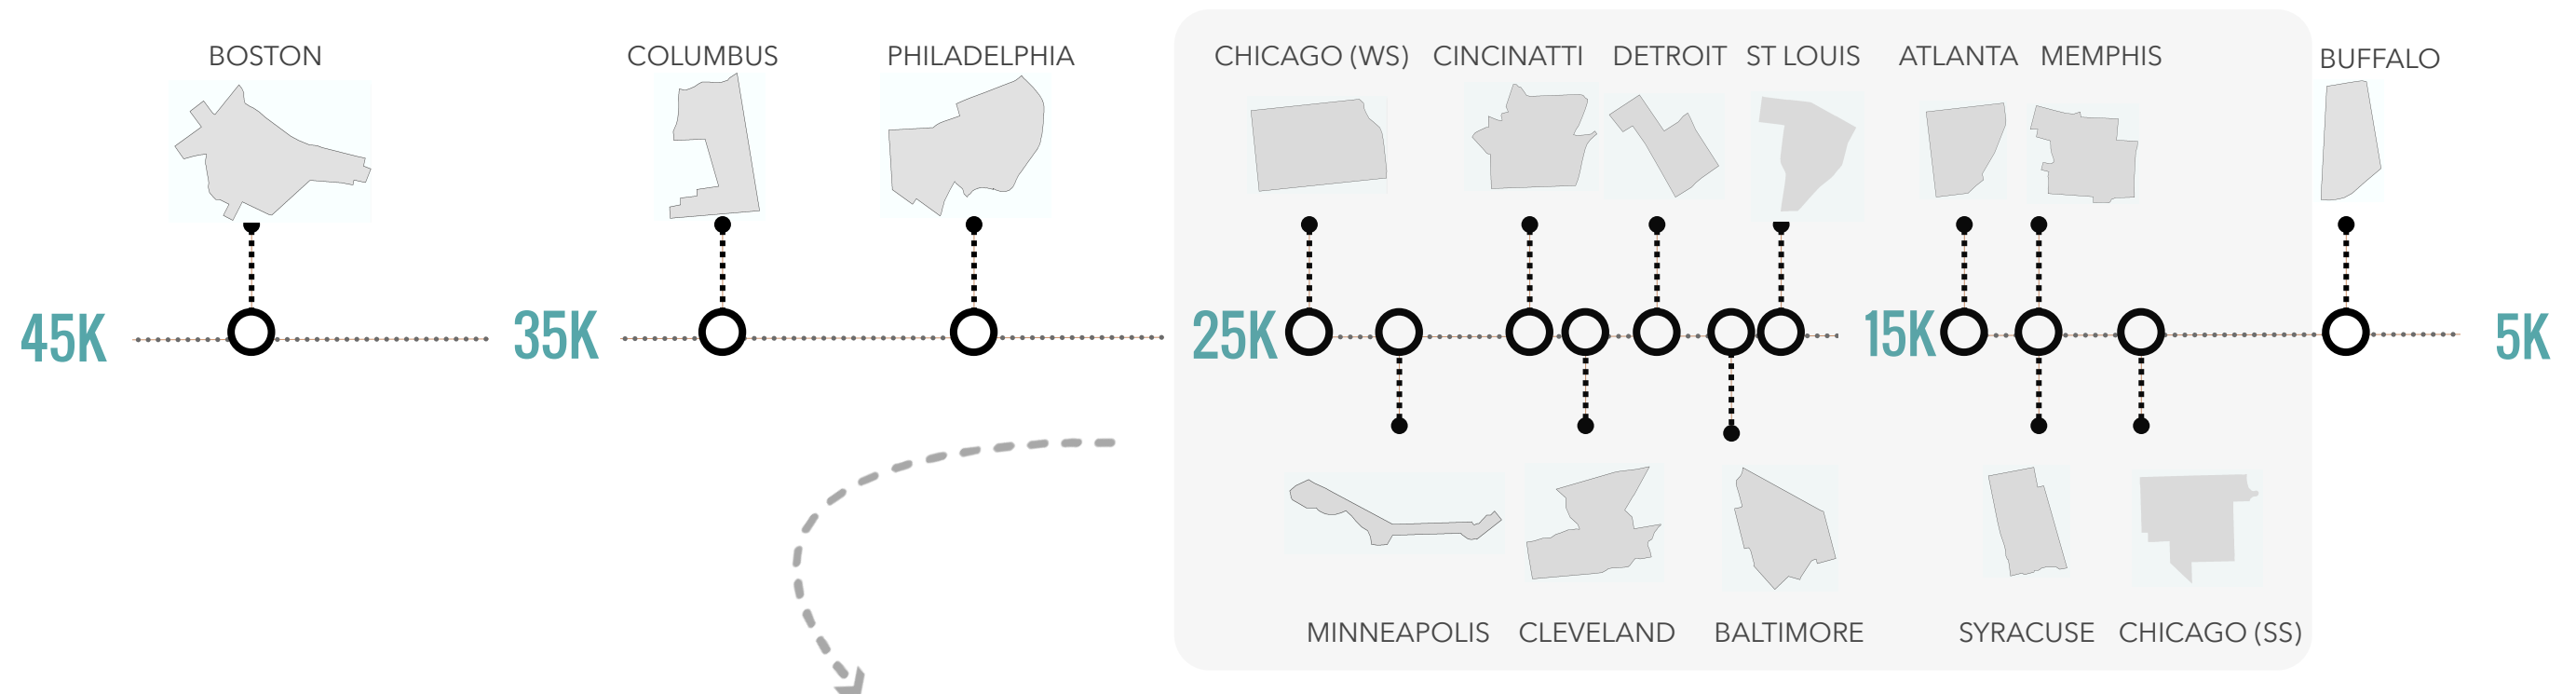 BOSTON
COLUMBUS
PHILADELPHIA
CHICAGO (WS)
CINCINATTI
DETROIT
ST LOUIS
ATLANTA
MEMPHIS
BUFFALO
45K
35K
25K
15K
5K
MINNEAPOLIS
CLEVELAND
BALTIMORE
SYRACUSE
CHICAGO (SS)